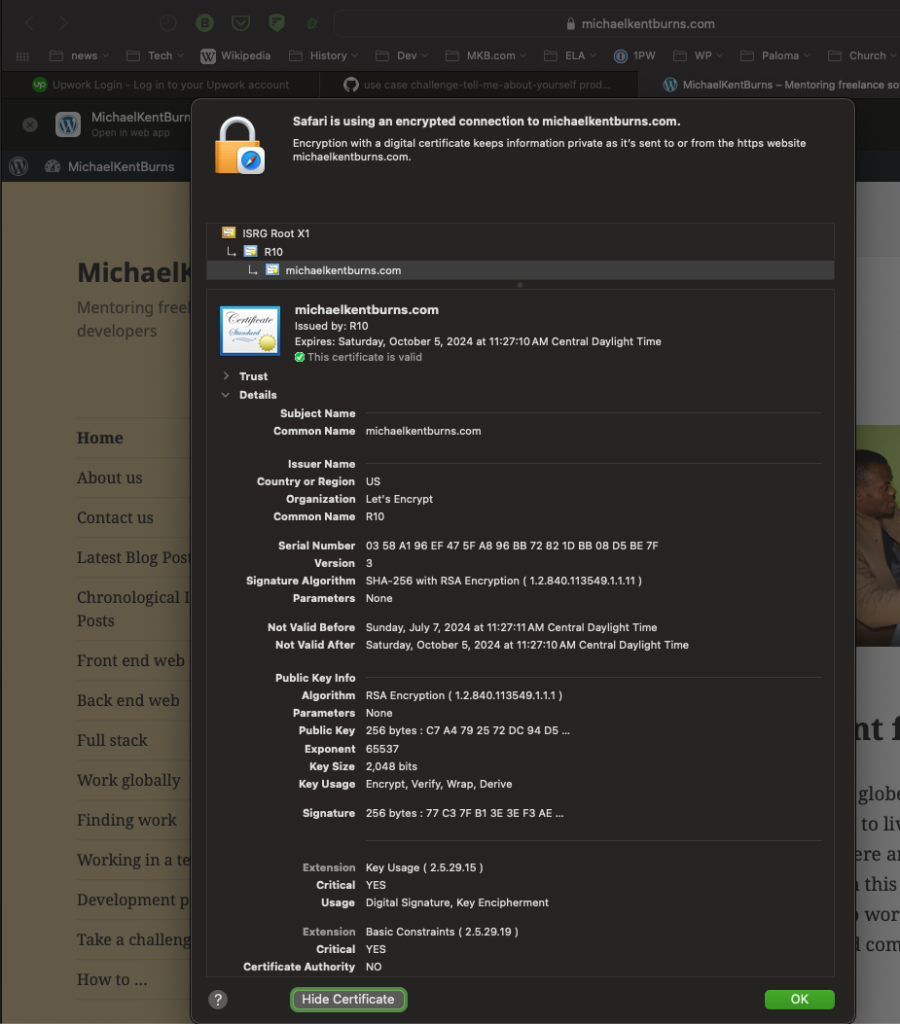 michaelkentburns.com
news
Tech
Wikipedia
History
Dev
MKB.com
ELA
1PW
WP
Paloma
Church
up Upwork Login - Log in to your Upwork account
use case challenge-tell-me-about-yourself prod...
MichaelKentBurns – Mentoring freelance so
MichaelKentBurn
Open in web app
MichaelKentBurns
Safari is using an encrypted connection to michaelkentburns.com.
Encryption with a digital certificate keeps information private as it's sent to or from the https website
michaelkentburns.com.
ISRG Root X1
R10
michaelkentburns.com
MichaelK
Mentoring freel
developers
Home
About us
Contact us
Latest Blog Post
Chronological I
Posts
Front end web
Back end web
Full stack
Work globally
Finding work
Working in a te
Development p
Take a challeng
How to ...
Certificate
Standard
michaelkentburns.com
Issued by: R10
Expires: Saturday, October 5, 2024 at 11:27:10 AM Central Daylight Time
This certificate is valid
Trust
Details
Subject Name
Common Name michaelkentburns.com
Issuer Name
Country or Region US
Organization Let's Encrypt
Common Name R10
Serial Number 03 58 A1 96 EF 47 5F A8 96 BB 72 82 1D BB 08 D5 BE 7F
Version 3
Signature Algorithm SHA-256 with RSA Encryption ( 1.2.840.113549.1.1.11 )
Parameters None
Not Valid Before Sunday, July 7, 2024 at 11:27:11 AM Central Daylight Time
Not Valid After Saturday, October 5, 2024 at 11:27:10 AM Central Daylight Time
Public Key Info
Algorithm RSA Encryption ( 1.2.840.113549.1.1.1 )
Parameters None
Public Key 256 bytes : C7 A4 79 25 72 DC 94 D5 ...
Exponent 65537
Key Size 2,048 bits
Key Usage Encrypt, Verify, Wrap, Derive
Signature 256 bytes : 77 C3 7F B1 3E 3E F3 AE ...
Extension Key Usage ( 2.5.29.15 )
Critical YES
Usage Digital Signature, Key Encipherment
Extension Basic Constraints ( 2.5.29.19 )
Critical YES
Certificate Authority NO
?
Hide Certificate
OK
nt f
globe
to liv
ere ar
this
wor
com